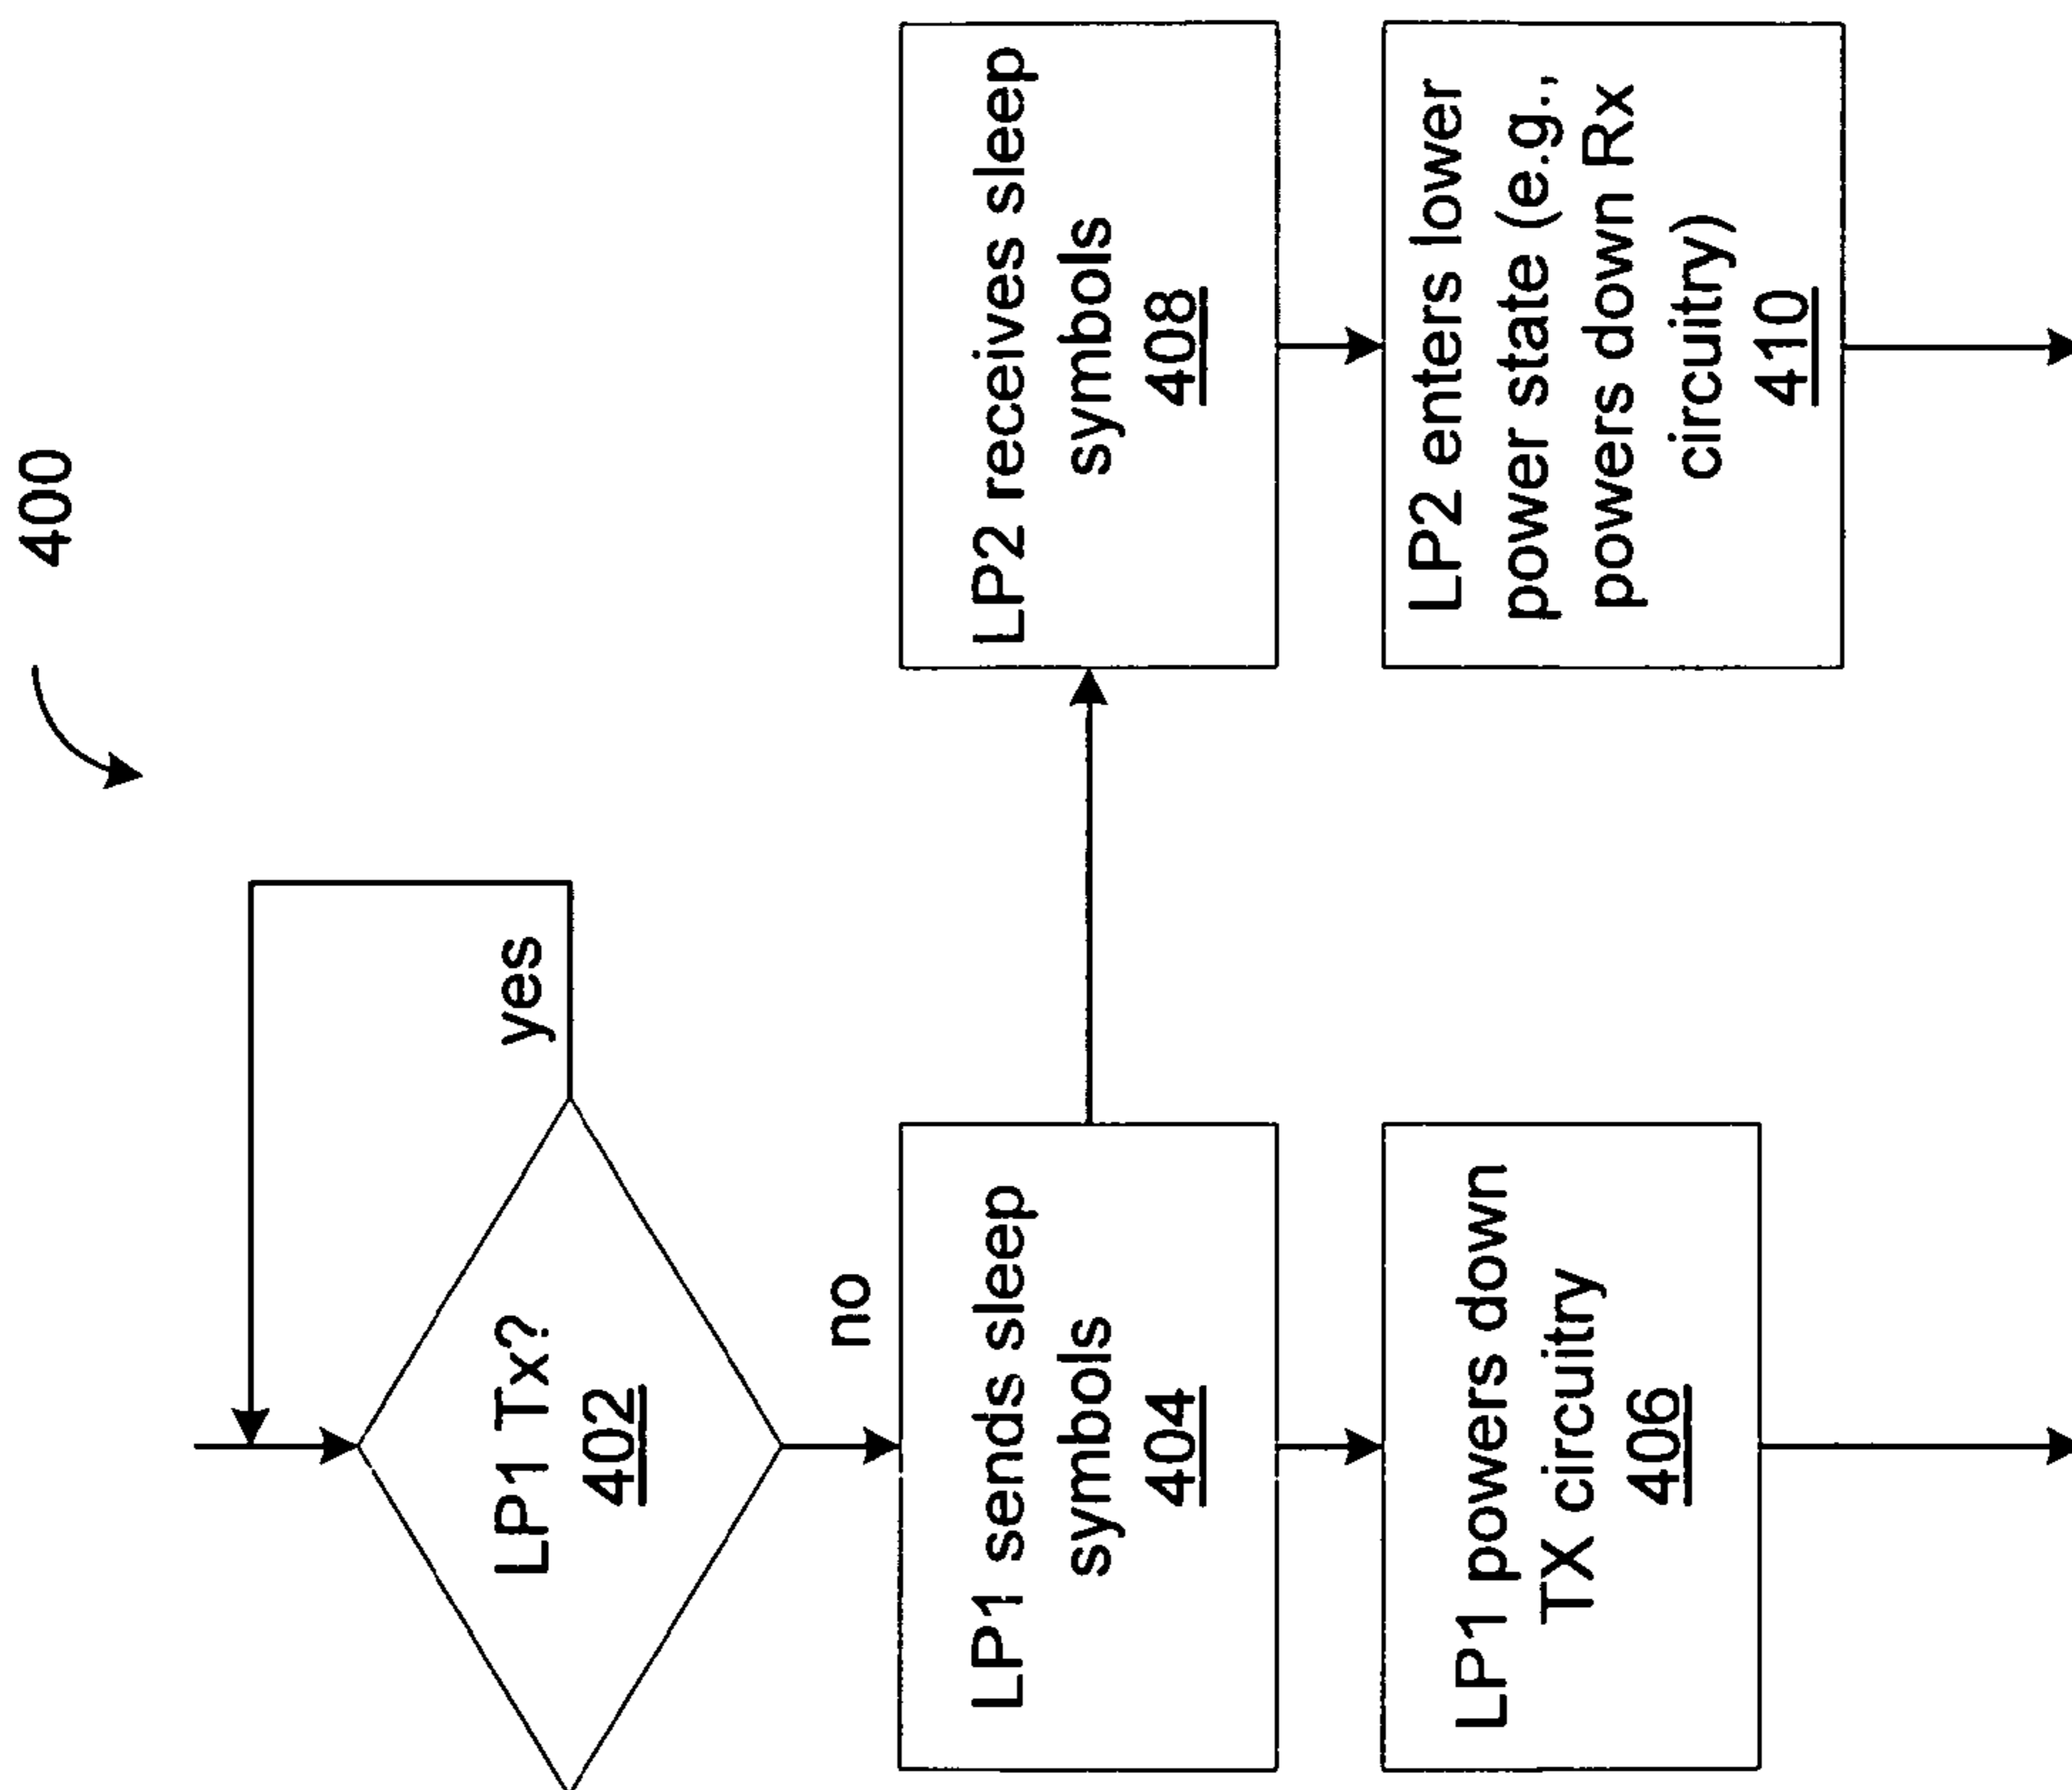 400
LP1 Tx?
402
yes
no
LP1 sends sleep
symbols
404
LP2 receives sleep
symbols
408
LP1 powers down
TX circuitry
406
LP2 enters lower
power state (e.g.,
powers down Rx
circuitry)
410